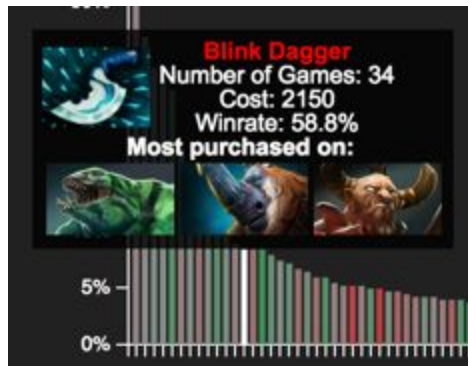 Blink Dagger
Number of Games: 34
Cost: 2150
Winrate: 58.8%
Most purchased on:
5%
0%